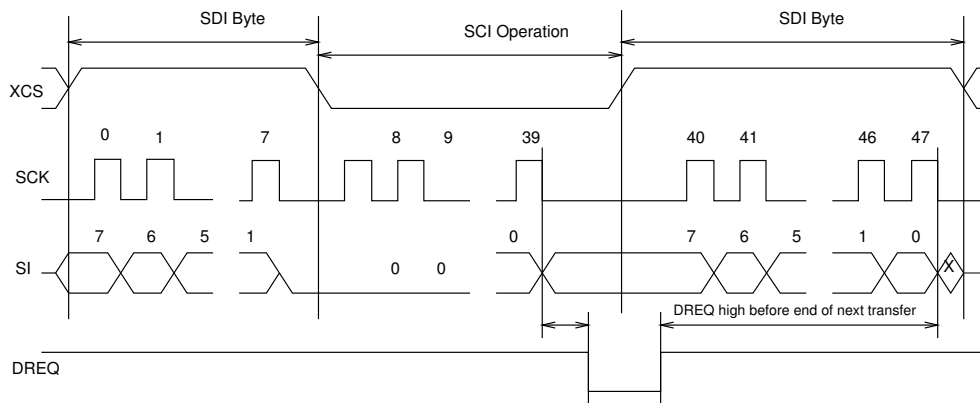 SDI Byte SCI Operation SDI Byte
XCS
0 1 7 8 9 39 40 41 46 47
SCK
7 6 5 1 0 7 6 5 1 0
SI 0 0 X
DREQ high before end of next transfer
DREQ